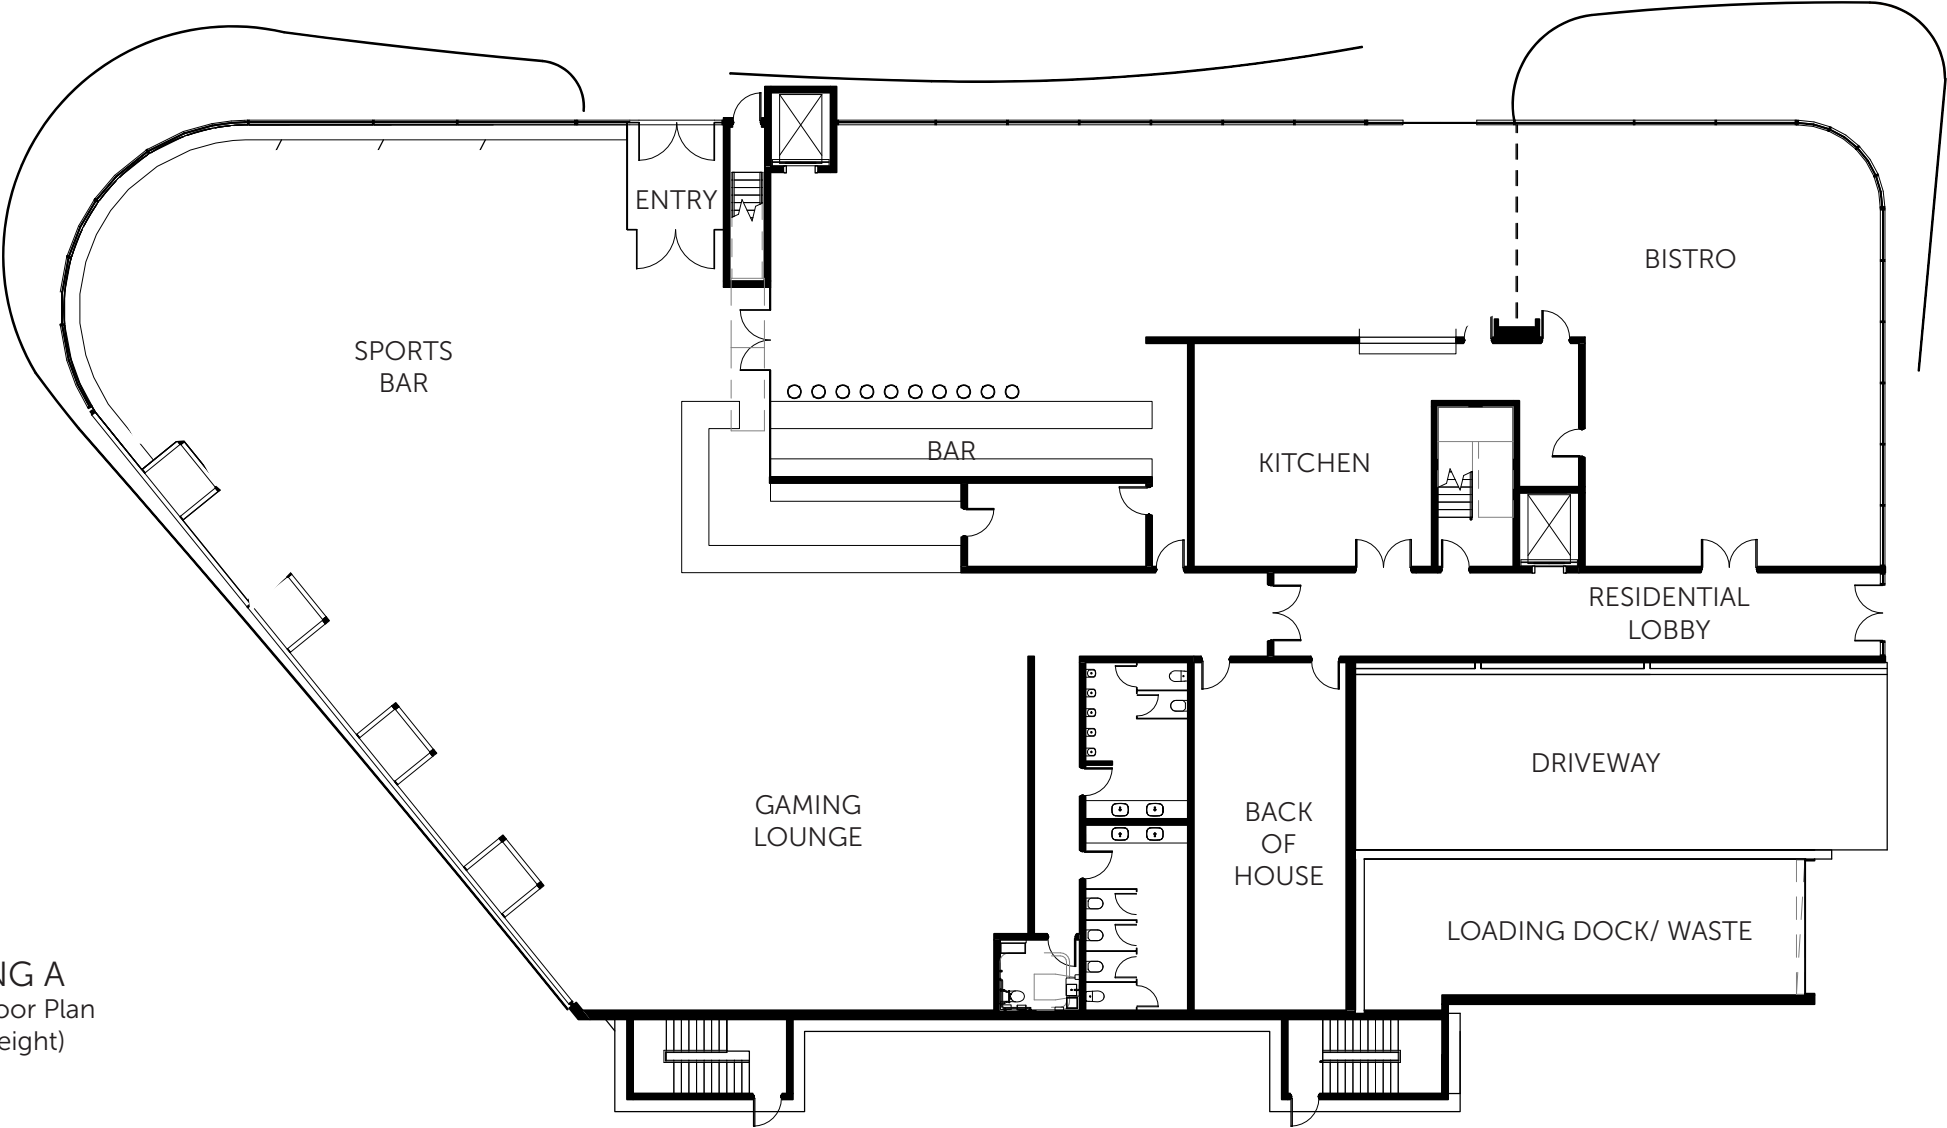 ENTRY
BISTRO
SPORTS
BAR
BAR
KITCHEN
RESIDENTIAL
LOBBY
DRIVEWAY
GAMING
LOUNGE
BACK
OF
HOUSE
LOADING DOCK/ WASTE
NG A
oor Plan
eight)